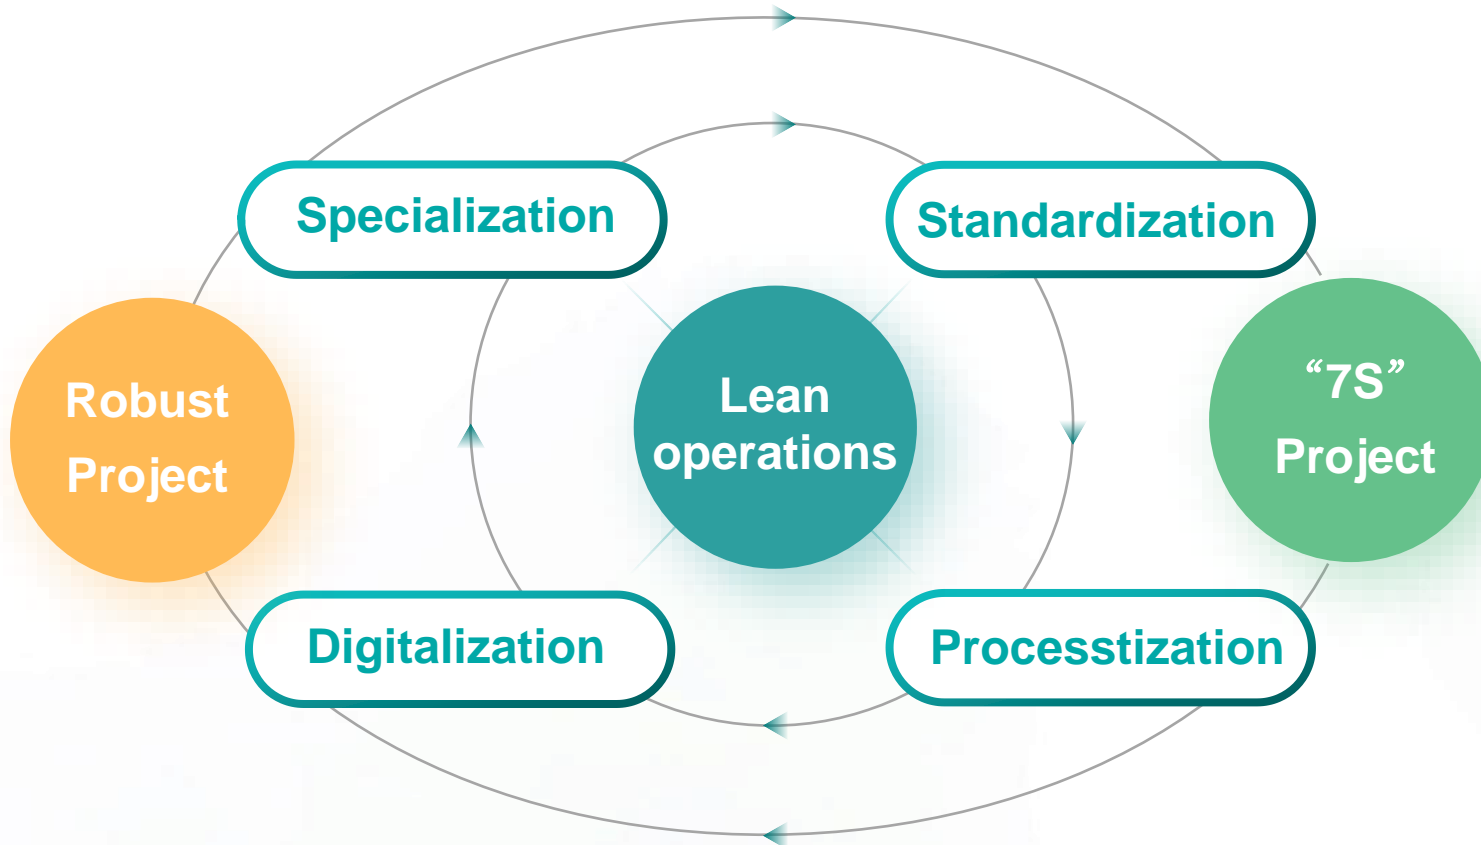 Specialization
Standardization
Robust
Project
Lean
operations
“7S”
Project
Digitalization
Processtization